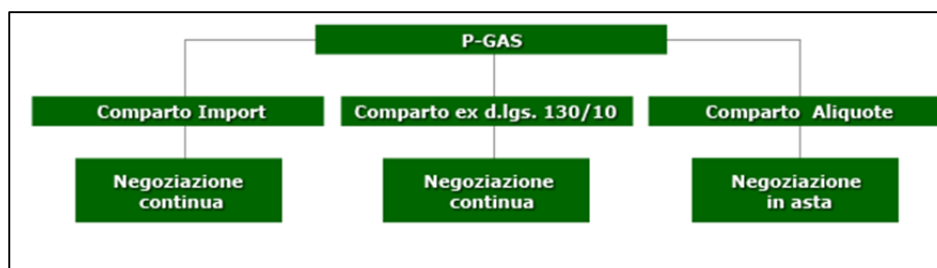 P-GAS
Comparto Import
Comparto ex d.lgs. 130/10
Comparto Aliquote
Negoziazione
continua
Negoziazione
continua
Negoziazione
in asta